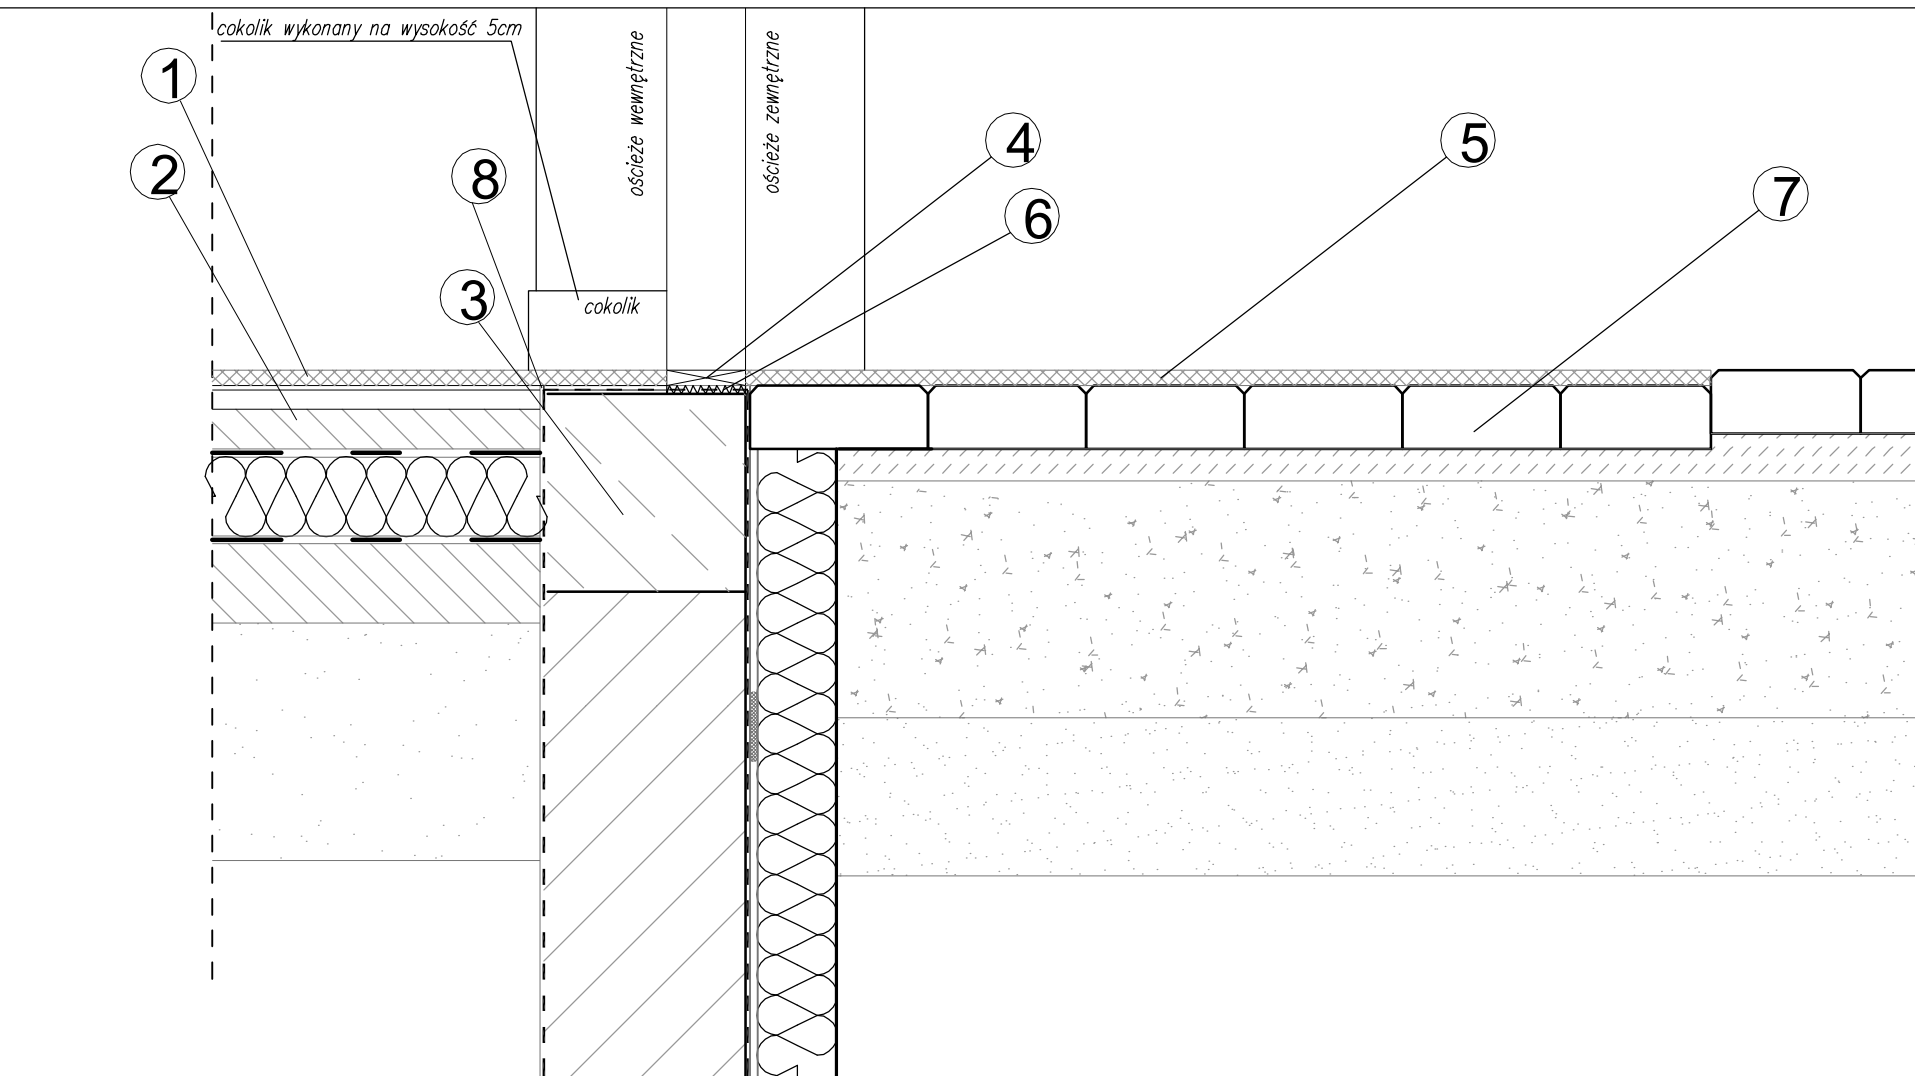 cokolik wykonany na wysokość 5cm
ościeże wewnętrzne
ościeże zewnętrzne
1
2
8
3
4
6
5
7
cokolik